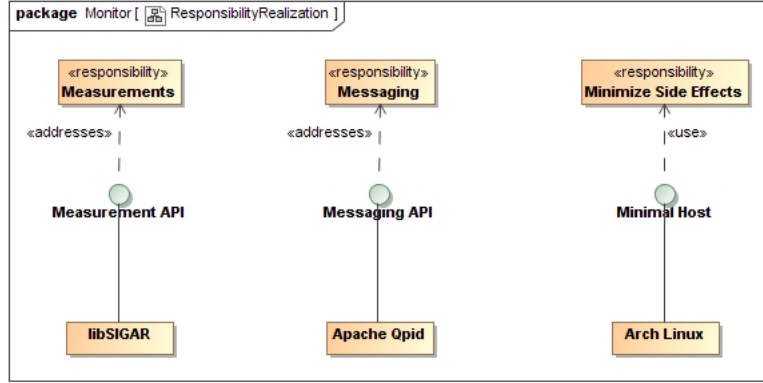 package Monitor [ ResponsibilityRealization ]
«responsibility» «responsibility» «responsibility»
Measurements Messaging Minimize Side Effects
«addresses» «addresses» «use»
Measurement API Messaging API Minimal Host
libSIGAR Apache Qpid Arch Linux